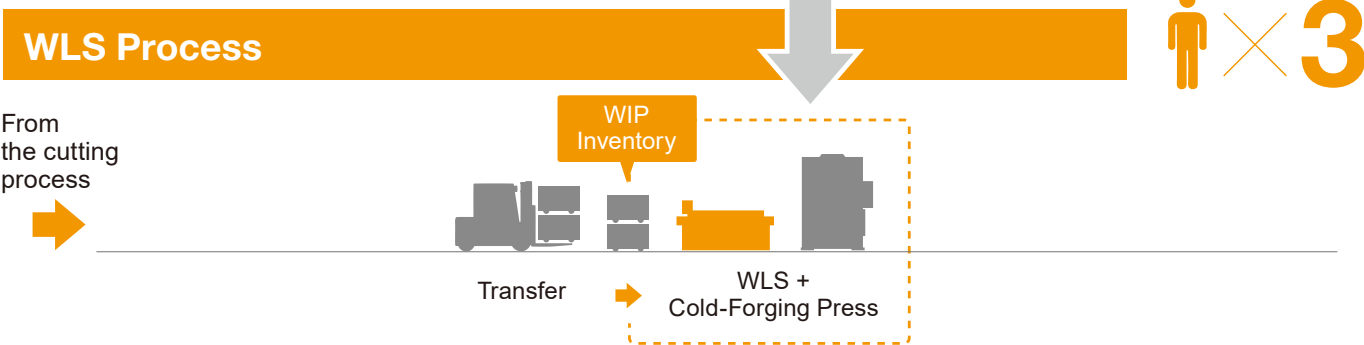 WLS Process
3
From
the cutting
process
WIP
Inventory
Transfer
WLS +
Cold-Forging Press